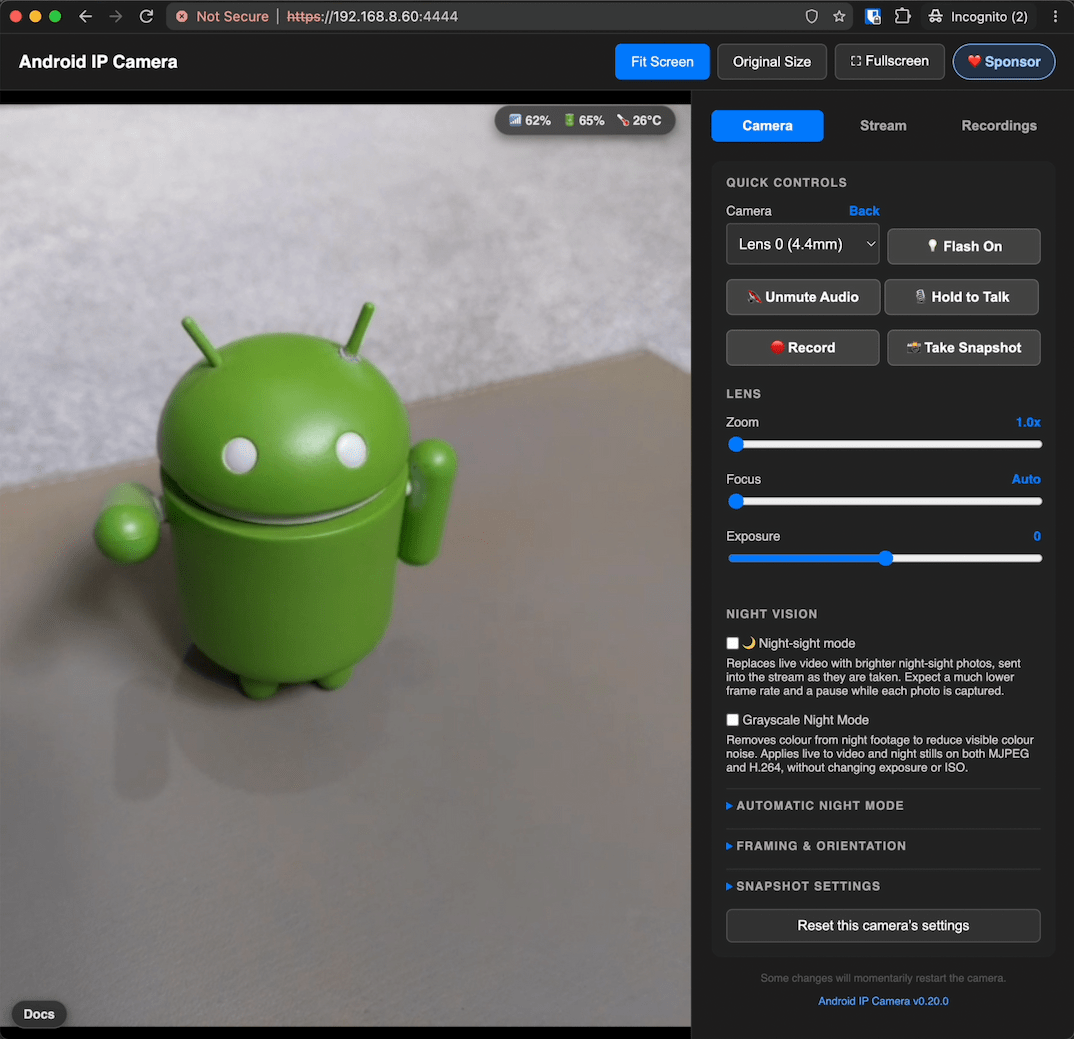 Not Secure https://192.168.8.60:4444 Incognito (2)
Android IP Camera Fit Screen Original Size Fullscreen Sponsor
62% 65% 26°C
Camera Stream Recordings
QUICK CONTROLS
Camera Back
Lens 0 (4.4mm) Flash On
Unmute Audio Hold to Talk
Record Take Snapshot
LENS
Zoom 1.0x
Focus Auto
Exposure 0
NIGHT VISION
Night-sight mode
Replaces live video with brighter night-sight photos, sent
into the stream as they are taken. Expect a much lower
frame rate and a pause while each photo is captured.
Grayscale Night Mode
Removes colour from night footage to reduce visible colour
noise. Applies live to video and night stills on both MJPEG
and H.264, without changing exposure or ISO.
AUTOMATIC NIGHT MODE
FRAMING & ORIENTATION
SNAPSHOT SETTINGS
Reset this camera's settings
Some changes will momentarily restart the camera.
Android IP Camera v0.20.0
Docs